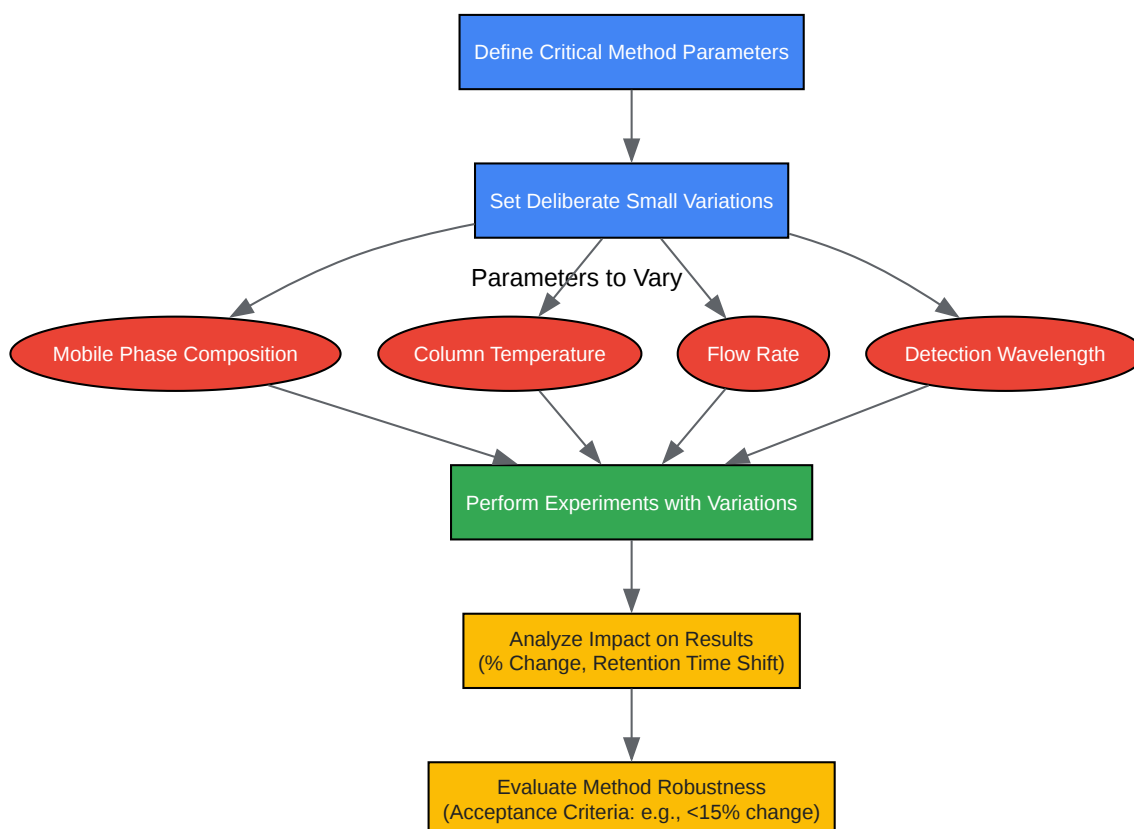 Define Critical Method Parameters
Set Deliberate Small Variations
Parameters to Vary
Mobile Phase Composition
Column Temperature
Flow Rate
Detection Wavelength
Perform Experiments with Variations
Analyze Impact on Results
(% Change, Retention Time Shift)
Evaluate Method Robustness
(Acceptance Criteria: e.g., <15% change)